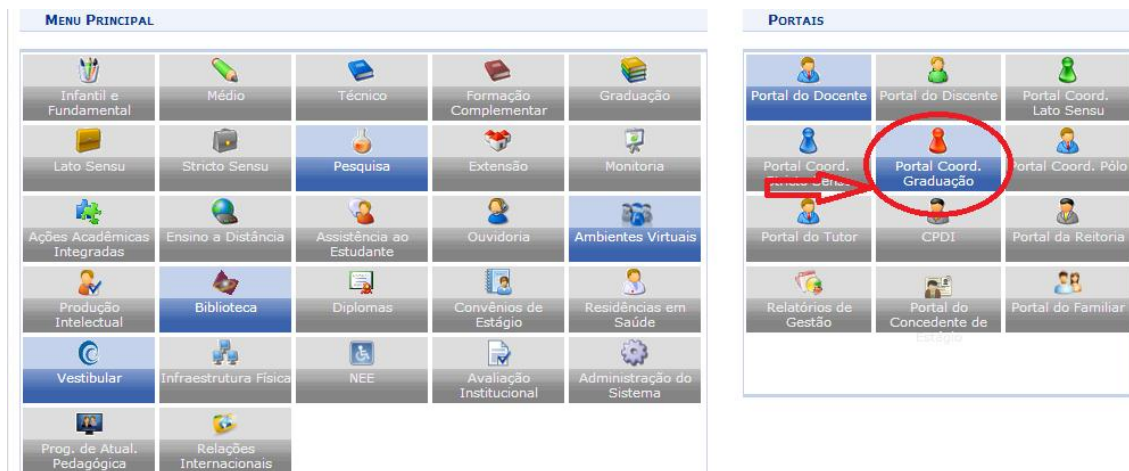 MENU PRINCIPAL
Infantil e
Fundamental
Médio
Técnico
Formação
Complementar
Graduação
Lato Sensu
Stricto Sensu
Pesquisa
Extensão
Monitoria
Ações Acadêmicas
Integradas
Ensino a Distância
Assistência ao
Estudante
Ouvidoria
Ambientes Virtuais
Produção
Intelectual
Biblioteca
Diplomas
Convênios de
Estágio
Residências em
Saúde
Vestibular
Infraestrutura Física
NEE
Avaliação
Institucional
Administração do
Sistema
Prog. de Atual.
Pedagógica
Relações
Internacionais
PORTAIS
Portal do Docente
Portal do Discente
Portal Coord.
Lato Sensu
Portal Coord.
Stricto Sensu
Portal Coord.
Graduação
Portal Coord. Pólo
Portal do Tutor
CPDI
Portal da Reitoria
Relatórios de
Gestão
Portal do
Concedente de
Estágio
Portal do Familiar